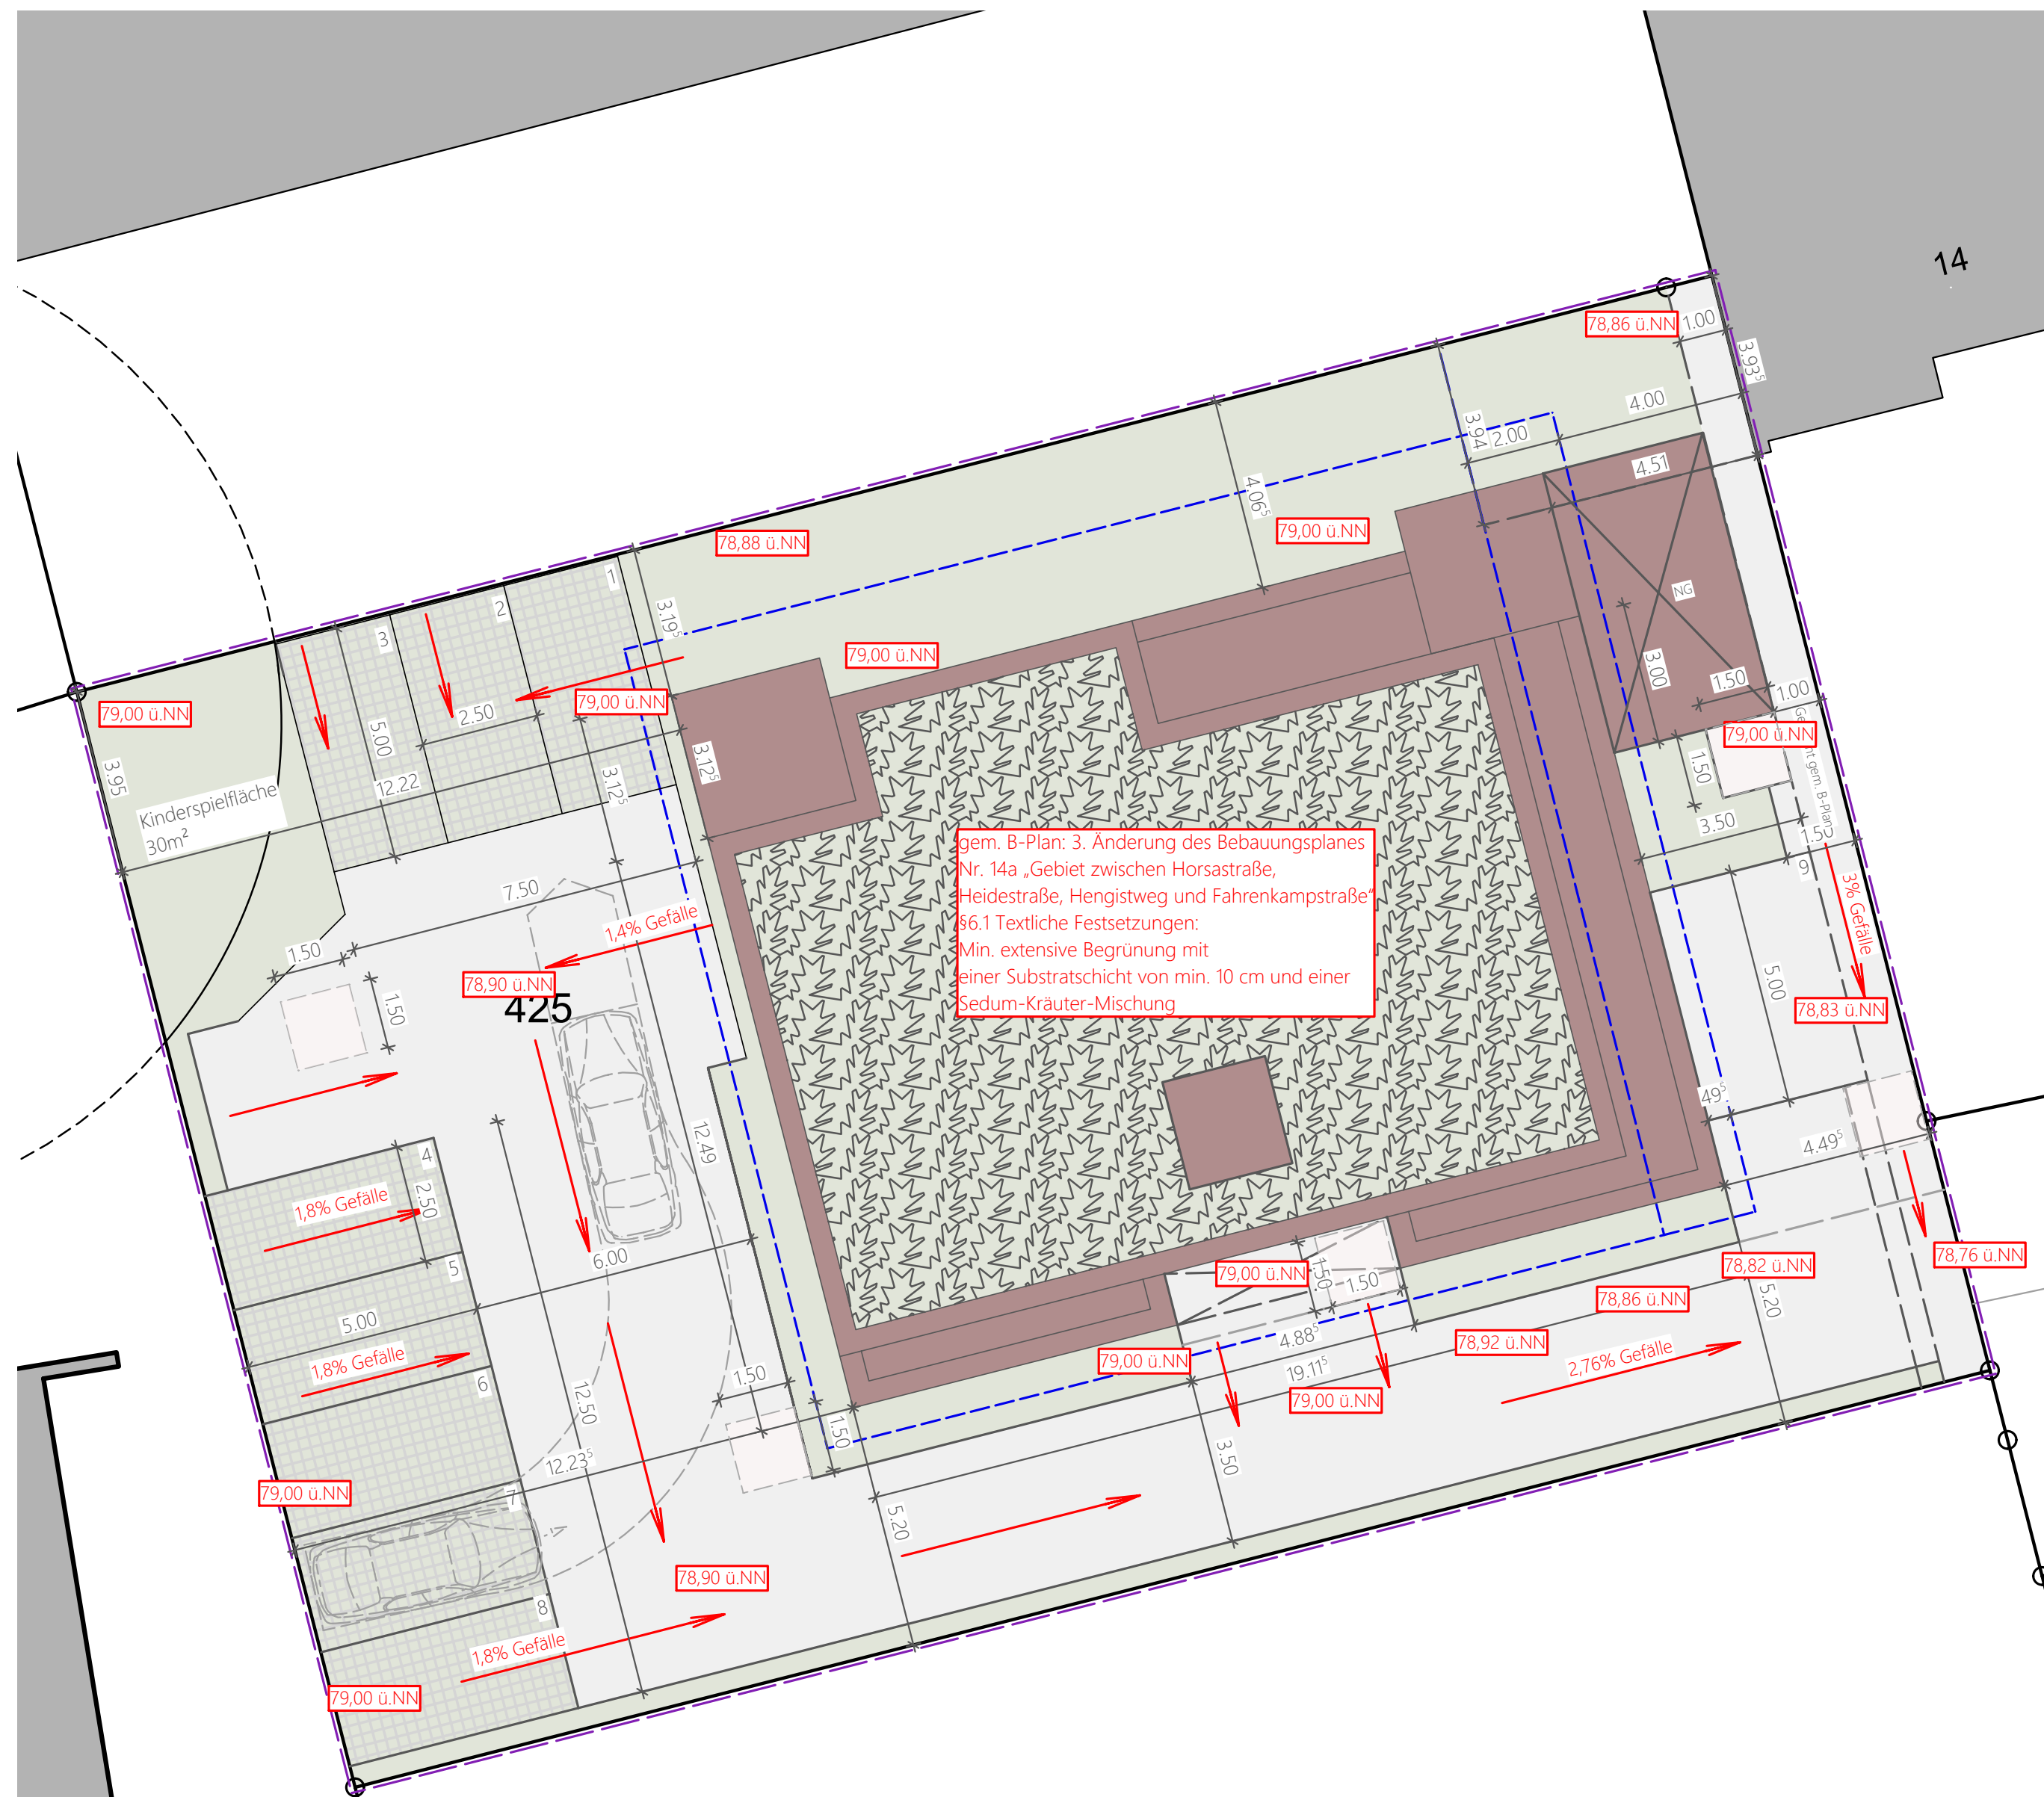 14
78,86 ü.NN
1.00
3.93⁵
4.00
3.94
2.00
4.51
4.06⁵
79,00 ü.NN
78,88 ü.NN
1
2
3
3.19⁵
NG
79,00 ü.NN
3.00
1.50
1.00
79,00 ü.NN
79,00 ü.NN
2.50
5.00
79,00 ü.NN
3.95
12.22
3.12⁵
3.12⁵
Kinderspielfläche
30m²
1.50
3.50
nt gem. B-Plan
1.50
9
gem. B-Plan: 3. Änderung des Bebauungsplanes
Nr. 14a „Gebiet zwischen Horsastraße,
Heidestraße, Hengistweg und Fahrenkampstraße“
§6.1 Textliche Festsetzungen:
Min. extensive Begrünung mit
einer Substratschicht von min. 10 cm und einer
Sedum-Kräuter-Mischung
7.50
1,4% Gefälle
3% Gefälle
1.50
78,90 ü.NN
425
1.50
5.00
78,83 ü.NN
49⁵
4.49⁵
12.49
4
1,8% Gefälle
2.50
78,76 ü.NN
78,82 ü.NN
5
6.00
79,00 ü.NN
1.50
1.50
78,86 ü.NN
5.20
5.00
4.88⁵
78,92 ü.NN
1,8% Gefälle
79,00 ü.NN
19.11⁵
2,76% Gefälle
6
1.50
79,00 ü.NN
12.50
1.50
3.50
12.23⁵
79,00 ü.NN
7
5.20
78,90 ü.NN
8
1,8% Gefälle
79,00 ü.NN